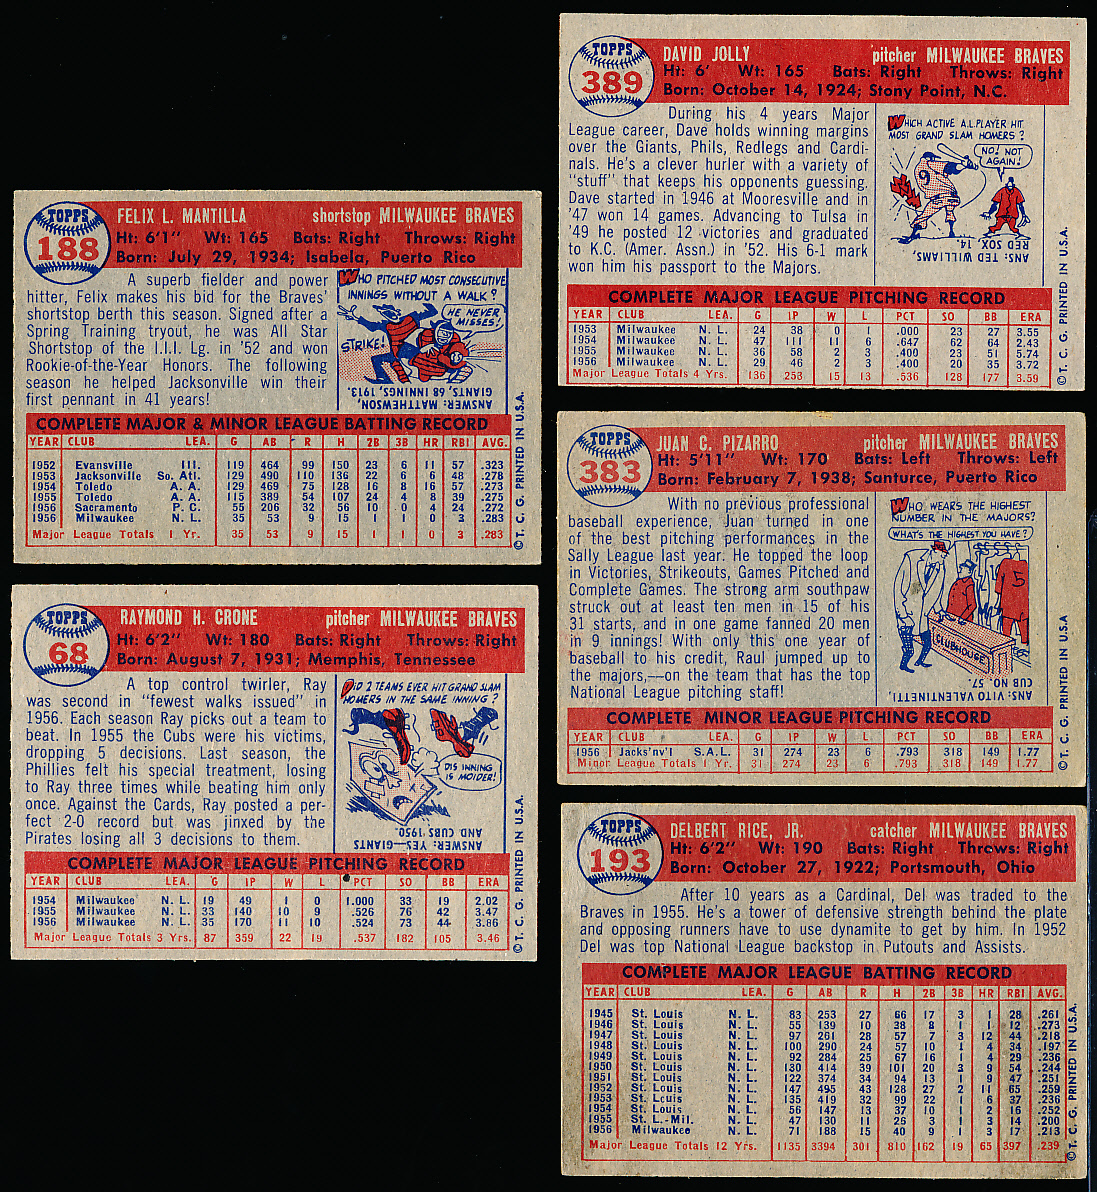 TOPPS
188
FELIX L. MANTILLA shortstop MILWAUKEE BRAVES
Ht: 6'1" Wt: 165 Bats: Right Throws: Right
Born: July 29, 1934; Isabela, Puerto Rico
A superb fielder and power
hitter, Felix makes his bid for the Braves'
shortstop berth this season. Signed after a
Spring Training tryout, he was All Star
Shortstop of the I.I.I. Lg. in '52 and won
Rookie-of-the-Year Honors. The following
season he helped Jacksonville win their
first pennant in 41 years!
WHO PITCHED MOST CONSECUTIVE
INNINGS WITHOUT A WALK?
HE NEVER
MISSES!
STRIKE!
ANSWER: MATTHEWSON,
GIANTS, 68 INNINGS, 1913
COMPLETE MAJOR & MINOR LEAGUE BATTING RECORD
YEAR CLUB LEA. G AB R H 2B 3B HR RBI AVG.
1952 Evansville III. 119 464 99 150 23 6 11 57 .323
1953 Jacksonville So. Atl. 129 490 110 136 22 6 6 48 .278
1954 Toledo A. A. 129 469 75 128 18 8 16 57 .273
1955 Toledo A. A. 115 389 54 107 24 4 8 39 .275
1956 Sacramento P. C. 55 206 32 56 10 0 4 24 .272
1956 Milwaukee N. L. 35 53 9 15 1 1 0 3 .283
Major League Totals 1 Yr. 35 53 9 15 1 1 0 3 .283
© T. C. G. PRINTED IN U.S.A.
TOPPS
68
RAYMOND H. CRONE pitcher MILWAUKEE BRAVES
Ht: 6'2" Wt: 180 Bats: Right Throws: Right
Born: August 7, 1931; Memphis, Tennessee
A top control twirler, Ray
was second in "fewest walks issued" in
1956. Each season Ray picks out a team to
beat. In 1955 the Cubs were his victims,
dropping 5 decisions. Last season, the
Phillies felt his special treatment, losing
to Ray three times while beating him only
once. Against the Cards, Ray posted a per-
fect 2-0 record but was jinxed by the
Pirates losing all 3 decisions to them.
DID 2 TEAMS EVER HIT GRAND SLAM
HOMERS IN THE SAME INNING?
DIS INNING
IS MOIDER!
ANSWER: YES—GIANTS
AND CUBS, 1950.
COMPLETE MAJOR LEAGUE PITCHING RECORD
YEAR CLUB LEA. G IP W L PCT SO BB ERA
1954 Milwaukee N. L. 19 49 1 0 1.000 33 19 2.02
1955 Milwaukee N. L. 33 140 10 9 .526 76 42 3.47
1956 Milwaukee N. L. 35 170 11 10 .524 73 44 3.86
Major League Totals 3 Yrs. 87 359 22 19 .537 182 105 3.46
© T. C. G. PRINTED IN U.S.A.
TOPPS
389
DAVID JOLLY pitcher MILWAUKEE BRAVES
Ht: 6' Wt: 165 Bats: Right Throws: Right
Born: October 14, 1924; Stony Point, N.C.
During his 4 years Major
League career, Dave holds winning margins
over the Giants, Phils, Redlegs and Cardi-
nals. He's a clever hurler with a variety of
"stuff" that keeps his opponents guessing.
Dave started in 1946 at Mooresville and in
'47 won 14 games. Advancing to Tulsa in
'49 he posted 12 victories and graduated
to K.C. (Amer. Assn.) in '52. His 6-1 mark
won him his passport to the Majors.
WHICH ACTIVE A.L. PLAYER HIT
MOST GRAND SLAM HOMERS?
NO! NOT
AGAIN!
9
ANS: TED WILLIAMS,
RED SOX, 14.
COMPLETE MAJOR LEAGUE PITCHING RECORD
YEAR CLUB LEA. G IP W L PCT SO BB ERA
1953 Milwaukee N. L. 24 38 0 1 .000 23 27 3.55
1954 Milwaukee N. L. 47 111 11 6 .647 62 64 2.43
1955 Milwaukee N. L. 36 58 2 3 .400 23 51 5.74
1956 Milwaukee N. L. 29 46 2 3 .400 20 35 3.72
Major League Totals 4 Yrs. 136 253 15 13 .536 128 177 3.59
© T. C. G. PRINTED IN U.S.A.
TOPPS
383
JUAN C. PIZARRO pitcher MILWAUKEE BRAVES
Ht: 5'11" Wt: 170 Bats: Left Throws: Left
Born: February 7, 1938; Santurce, Puerto Rico
With no previous professional
baseball experience, Juan turned in one
of the best pitching performances in the
Sally League last year. He topped the loop
in Victories, Strikeouts, Games Pitched and
Complete Games. The strong arm southpaw
struck out at least ten men in 15 of his
31 starts, and in one game fanned 20 men
in 9 innings! With only this one year of
baseball to his credit, Raul jumped up to
the majors,—on the team that has the top
National League pitching staff!
WHO WEARS THE HIGHEST
NUMBER IN THE MAJORS?
WHAT'S THE HIGHEST YOU HAVE?
5
CLUBHOUSE
ANS: VITO VALENTINETTI,
CUB NO. 57.
COMPLETE MINOR LEAGUE PITCHING RECORD
YEAR CLUB LEA. G IP W L PCT SO BB ERA
1956 Jacks'nv'l S.A.L. 31 274 23 6 .793 318 149 1.77
Minor League Totals 1 Yr. 31 274 23 6 .793 318 149 1.77
© T. C. G. PRINTED IN U.S.A
TOPPS
193
DELBERT RICE, JR. catcher MILWAUKEE BRAVES
Ht: 6'2" Wt: 190 Bats: Right Throws: Right
Born: October 27, 1922; Portsmouth, Ohio
After 10 years as a Cardinal, Del was traded to the
Braves in 1955. He's a tower of defensive strength behind the plate
and opposing runners have to use dynamite to get by him. In 1952
Del was top National League backstop in Putouts and Assists.
COMPLETE MAJOR LEAGUE BATTING RECORD
YEAR CLUB LEA. G AB R H 2B 3B HR RBI AVG.
1945 St. Louis N. L. 83 253 27 66 17 3 1 28 .261
1946 St. Louis N. L. 55 139 10 38 8 1 1 12 .273
1947 St. Louis N. L. 97 261 28 57 7 3 12 44 .218
1948 St. Louis N. L. 100 290 24 57 10 1 4 34 .197
1949 St. Louis N. L. 92 284 25 67 16 1 4 29 .236
1950 St. Louis N. L. 130 414 39 101 20 3 9 54 .244
1951 St. Louis N. L. 122 374 34 94 13 1 9 47 .251
1952 St. Louis N. L. 147 495 43 128 27 2 11 65 .259
1953 St. Louis N. L. 135 419 32 99 22 1 6 37 .236
1954 St. Louis N. L. 56 147 13 37 10 1 2 16 .252
1955 St. L.-Mil. N. L. 47 130 11 26 3 1 3 14 .200
1956 Milwaukee N. L. 71 188 15 40 9 1 3 17 .213
Major League Totals 12 Yrs. 1135 3394 301 810 162 19 65 397 .239
© T. C. G. PRINTED IN U.S.A.